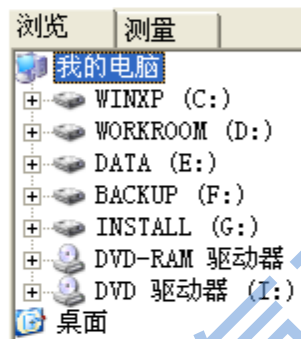 浏览 测量
我的电脑
WINXP (C:)
WORKROOM (D:)
DATA (E:)
BACKUP (F:)
INSTALL (G:)
DVD-RAM 驱动器
DVD 驱动器 (I:)
桌面